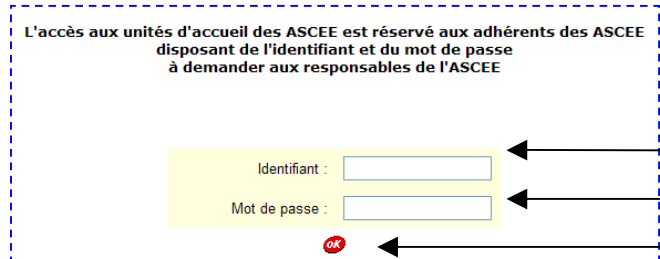 L'accès aux unités d'accueil des ASCEE est réservé aux adhérents des ASCEE
disposant de l'identifiant et du mot de passe
à demander aux responsables de l'ASCEE
Identifiant :
Mot de passe :
OK